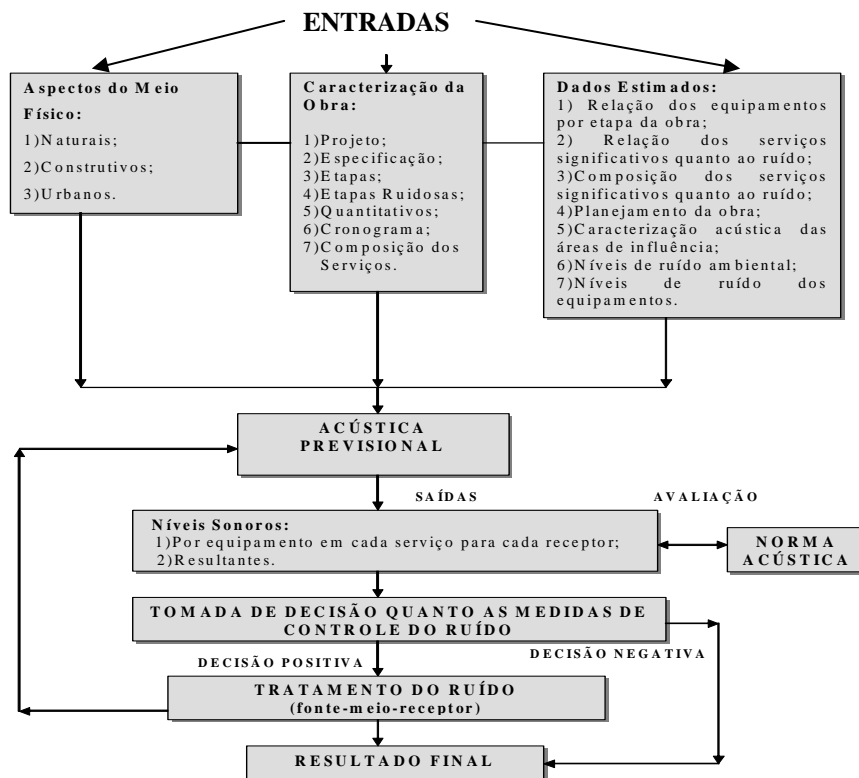 ENTRADAS
Aspectos do Meio
Físico:
1)Naturais;
2)Construtivos;
3)Urbanos.
Caracterização da
Obra:
1)Projeto;
2)Especificação;
3)Etapas;
4)Etapas Ruidosas;
5)Quantitativos;
6)Cronograma;
7)Composição dos
Serviços.
Dados Estimados:
1) Relação dos equipamentos
por etapa da obra;
2) Relação dos serviços
significativos quanto ao ruído;
3)Composição dos serviços
significativos quanto ao ruído;
4)Planejamento da obra;
5)Caracterização acústica das
áreas de influência;
6)Níveis de ruído ambiental;
7)Níveis de ruído dos
equipamentos.
ACÚSTICA
PREVISIONAL
SAÍDAS
AVALIAÇÃO
Níveis Sonoros:
1)Por equipamento em cada serviço para cada receptor;
2)Resultantes.
NORMA
ACÚSTICA
TOMADA DE DECISÃO QUANTO AS MEDIDAS DE
CONTROLE DO RUÍDO
DECISÃO POSITIVA
DECISÃO NEGATIVA
TRATAMENTO DO RUÍDO
(fonte-meio-receptor)
RESULTADO FINAL